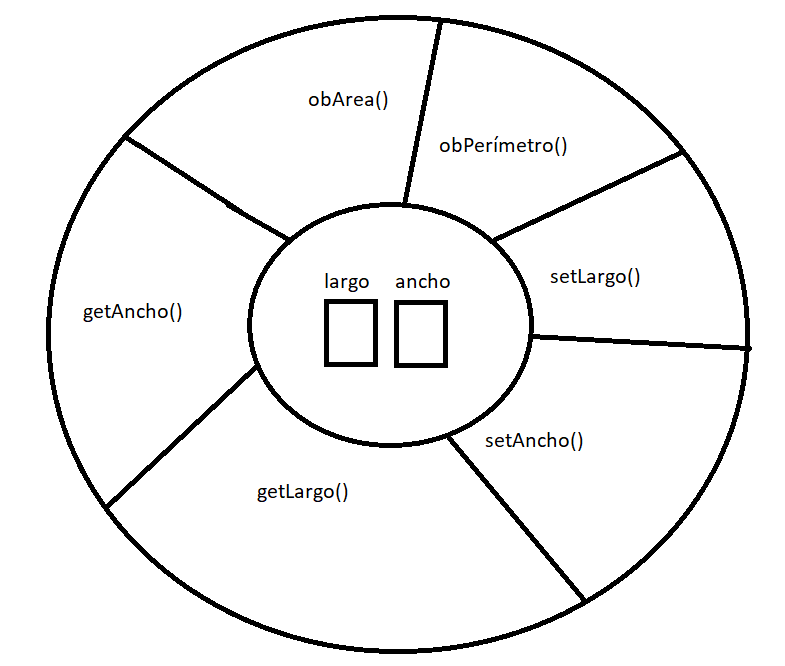 obArea()
obPerímetro()
largo ancho
setLargo()
getAncho()
setAncho()
getLargo()